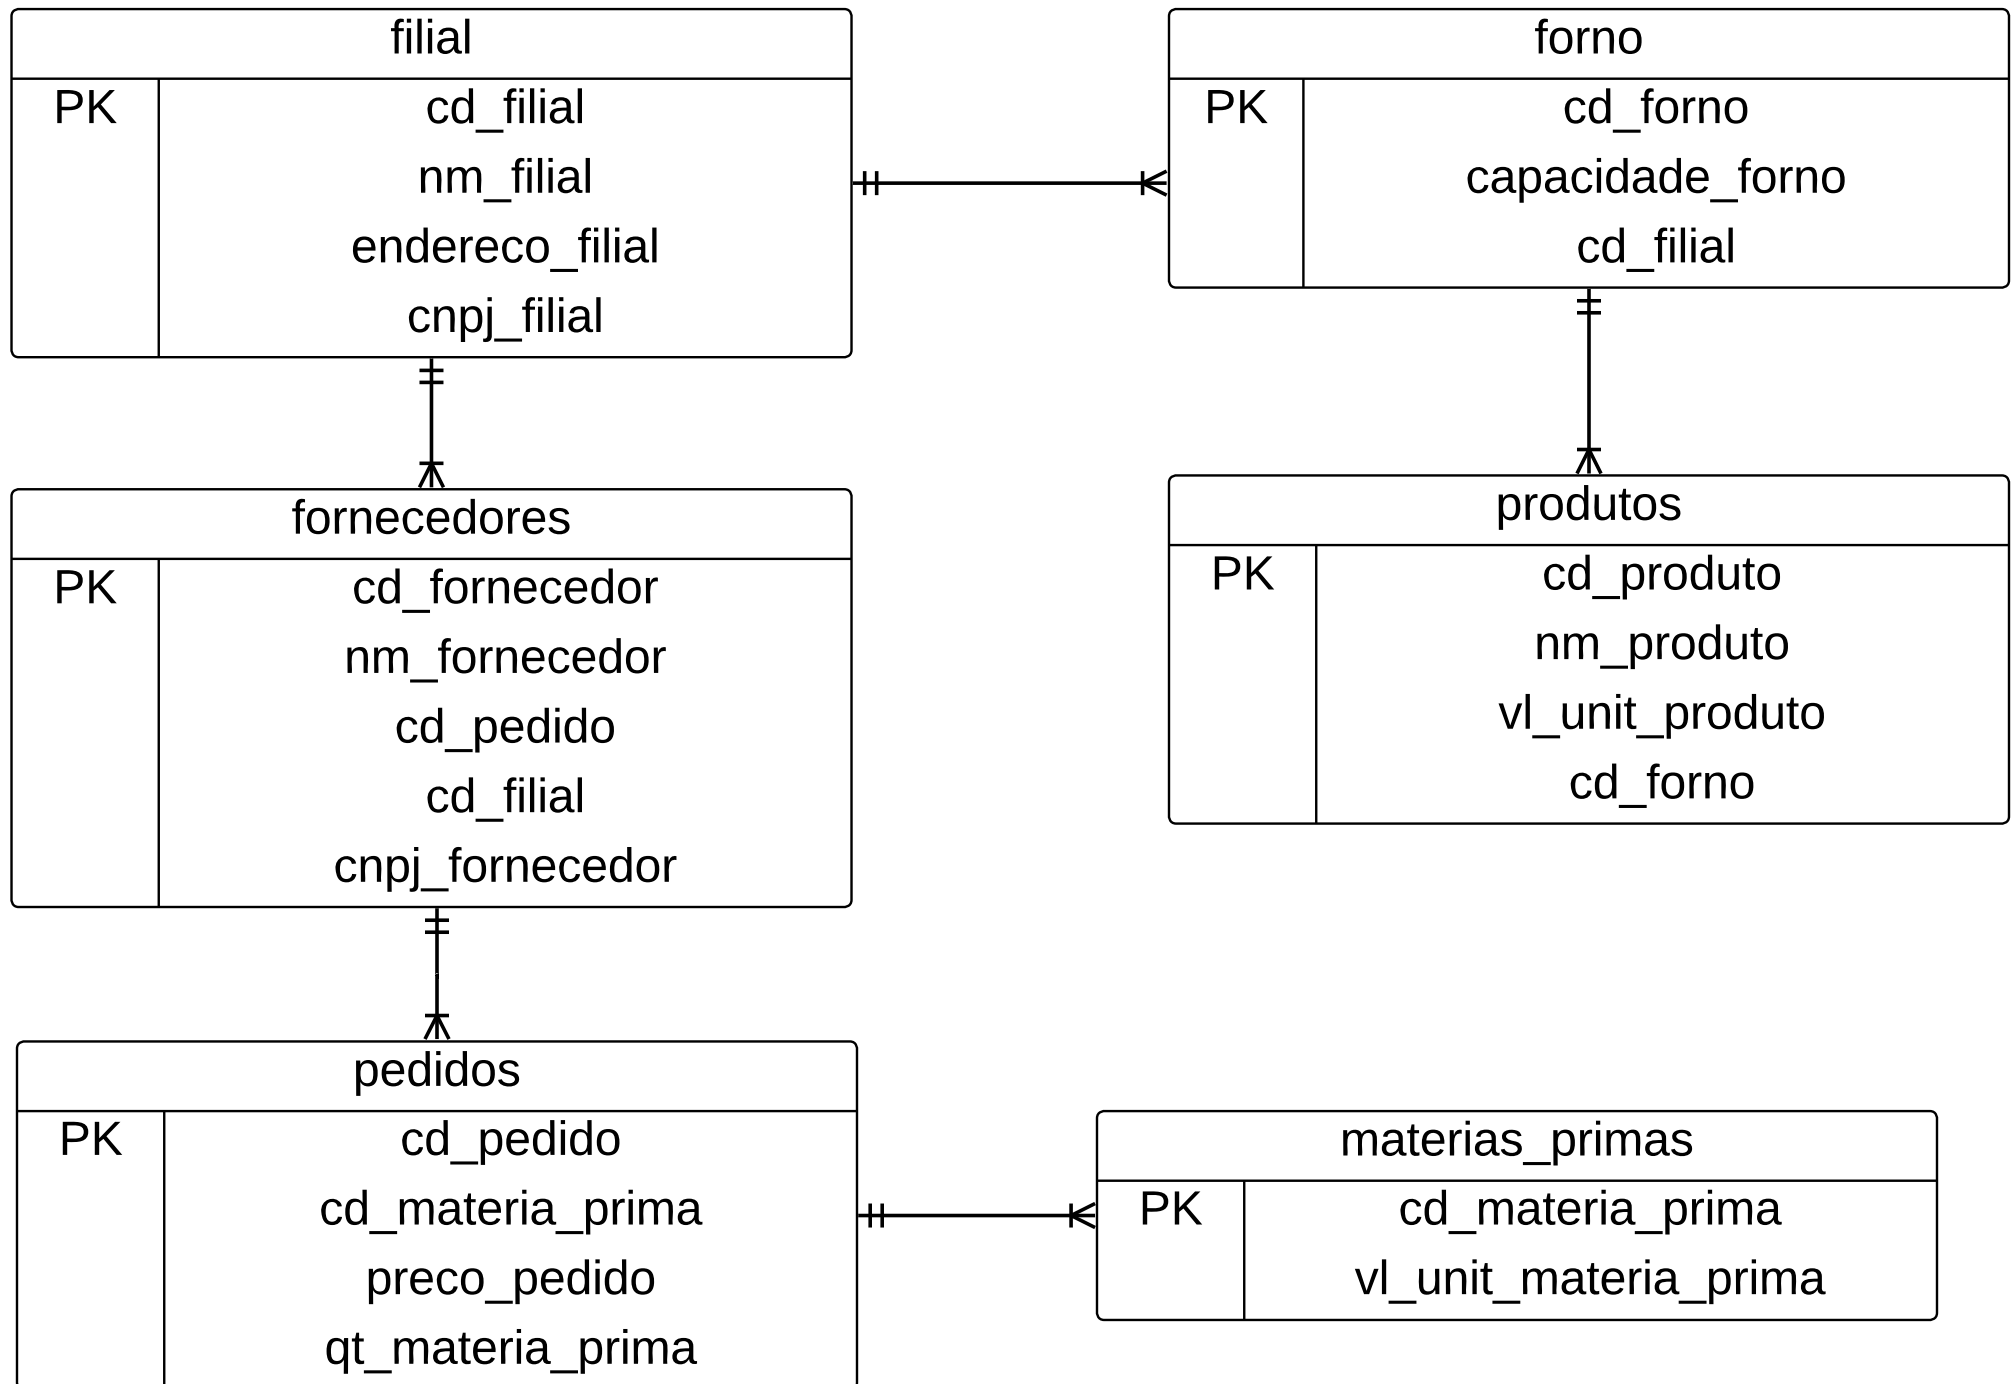 filial
PK cd_filial
nm_filial
endereco_filial
cnpj_filial
forno
PK cd_forno
capacidade_forno
cd_filial
fornecedores
PK cd_fornecedor
nm_fornecedor
cd_pedido
cd_filial
cnpj_fornecedor
produtos
PK cd_produto
nm_produto
vl_unit_produto
cd_forno
pedidos
PK cd_pedido
cd_materia_prima
preco_pedido
qt_materia_prima
materias_primas
PK cd_materia_prima
vl_unit_materia_prima